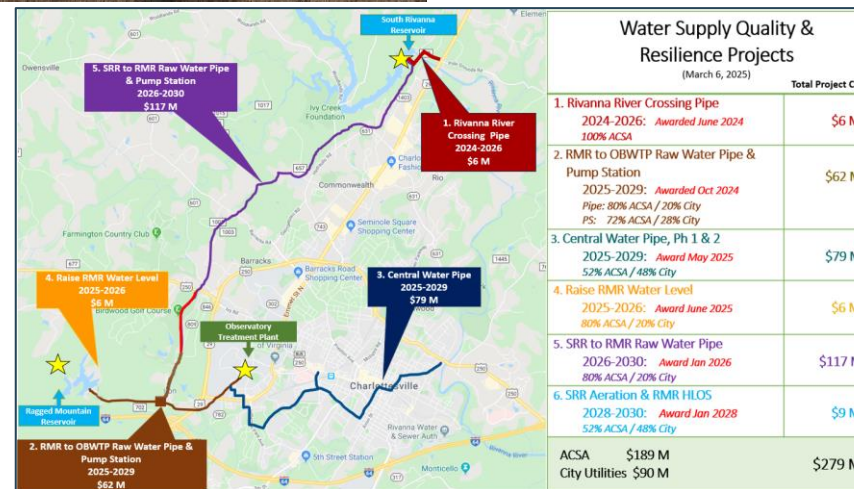 South Rivanna
Reservoir
5. SRR to RMR Raw Water Pipe
& Pump Station
2026-2030
$117 M
1. Rivanna River
Crossing Pipe
2024-2026
$6 M
4. Raise RMR Water Level
2025-2026
$6 M
3. Central Water Pipe
2025-2029
$79 M
Observatory
Treatment Plant
Ragged Mountain
Reservoir
2. RMR to OBWTP Raw Water Pipe &
Pump Station
2025-2029
$62 M
Owensville
Ivy Creek
Foundation
Commonwealth
Rio
Seminole Square
Shopping Center
Farmington Country Club
Barracks
Barracks Road
Shopping Center
Birdwood Golf Course
of Virginia
Charlottesville
Rivanna Water
& Sewer Auth
5th Street Station
Monticello
Water Supply Quality &
Resilience Projects
(March 6, 2025)
Total Project C
1. Rivanna River Crossing Pipe
2024-2026: Awarded June 2024
100% ACSA
$6 M
2. RMR to OBWTP Raw Water Pipe &
Pump Station
2025-2029: Awarded Oct 2024
Pipe: 80% ACSA / 20% City
PS: 72% ACSA / 28% City
$62 M
3. Central Water Pipe, Ph 1 & 2
2025-2029: Award May 2025
52% ACSA / 48% City
$79 M
4. Raise RMR Water Level
2025-2026: Award June 2025
80% ACSA / 20% City
$6 M
5. SRR to RMR Raw Water Pipe
2026-2030: Award Jan 2026
80% ACSA / 20% City
$117 M
6. SRR Aeration & RMR HLOS
2028-2030: Award Jan 2028
52% ACSA / 48% City
$9 M
ACSA $189 M
City Utilities $90 M
$279 M